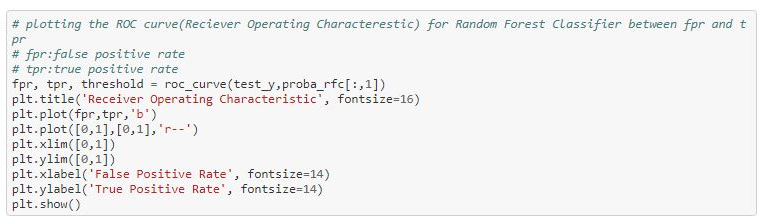 # plotting the ROC curve(Reciever Operating Characterestic) for Random Forest Classifier between fpr and t
pr
# fpr:false positive rate
# tpr:true positive rate
fpr, tpr, threshold = roc_curve(test_y,proba_rfc[:,1])
plt.title('Receiver Operating Characteristic', fontsize=16)
plt.plot(fpr,tpr,'b')
plt.plot([0,1],[0,1],'r--')
plt.xlim([0,1])
plt.ylim([0,1])
plt.xlabel('False Positive Rate', fontsize=14)
plt.ylabel('True Positive Rate', fontsize=14)
plt.show()